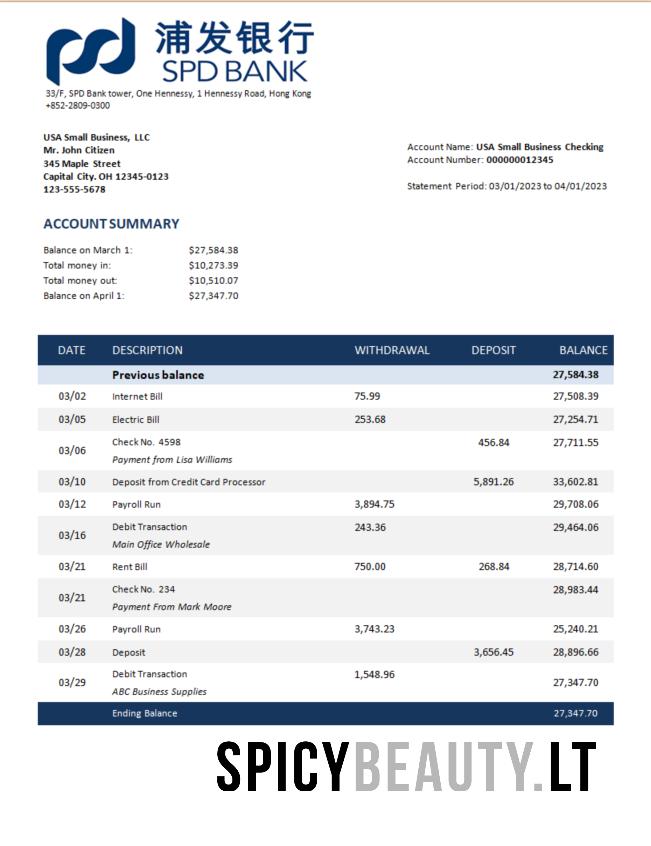 浦发银行
SPD BANK
33/F, SPD Bank tower, One Hennessy, 1 Hennessy Road, Hong Kong
+852-2809-0300
USA Small Business, LLC
Mr. John Citizen
345 Maple Street
Capital City. OH 12345-0123
123-555-5678
Account Name: USA Small Business Checking
Account Number: 000000012345
Statement Period: 03/01/2023 to 04/01/2023
ACCOUNT SUMMARY
Balance on March 1: $27,584.38
Total money in: $10,273.39
Total money out: $10,510.07
Balance on April 1: $27,347.70
DATE DESCRIPTION WITHDRAWAL DEPOSIT BALANCE
Previous balance 27,584.38
03/02 Internet Bill 75.99 27,508.39
03/05 Electric Bill 253.68 27,254.71
03/06 Check No. 4598 456.84 27,711.55
Payment from Lisa Williams
03/10 Deposit from Credit Card Processor 5,891.26 33,602.81
03/12 Payroll Run 3,894.75 29,708.06
03/16 Debit Transaction 243.36 29,464.06
Main Office Wholesale
03/21 Rent Bill 750.00 268.84 28,714.60
03/21 Check No. 234 28,983.44
Payment From Mark Moore
03/26 Payroll Run 3,743.23 25,240.21
03/28 Deposit 3,656.45 28,896.66
03/29 Debit Transaction 1,548.96 27,347.70
ABC Business Supplies
Ending Balance 27,347.70
SPICYBEAUTY.LT